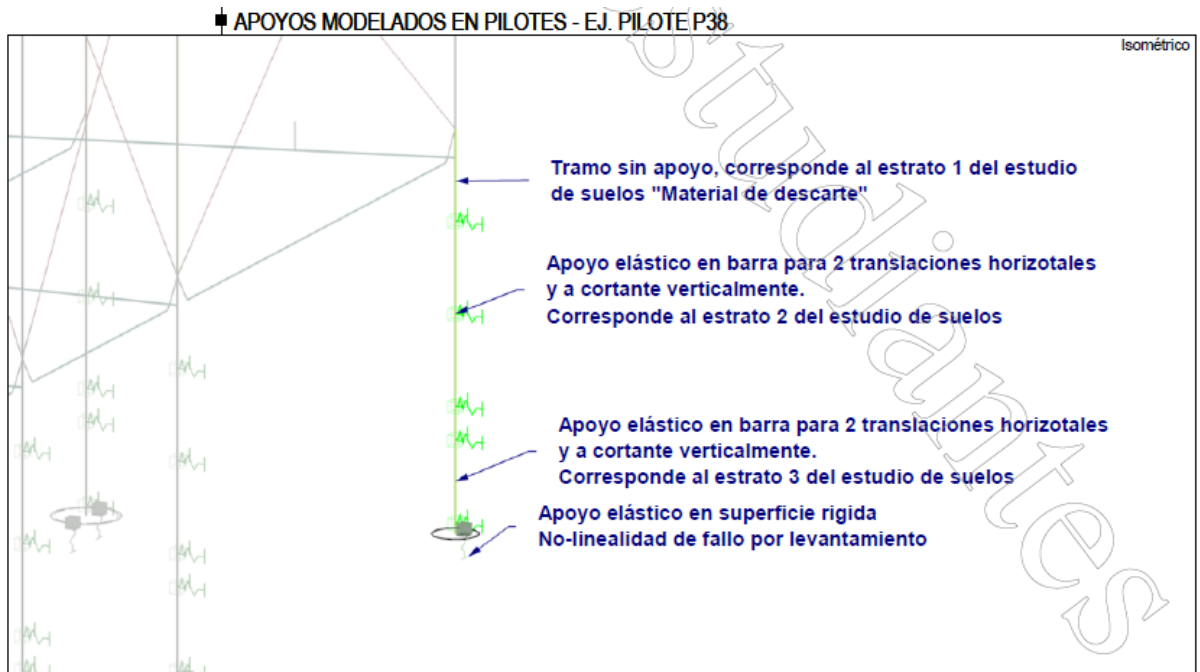 APOYOS MODELADOS EN PILOTES - EJ. PILOTE P38
Isométrico
Tramo sin apoyo, corresponde al estrato 1 del estudio
de suelos "Material de descarte"
Apoyo elástico en barra para 2 translaciones horizotales
y a cortante verticalmente.
Corresponde al estrato 2 del estudio de suelos
Apoyo elástico en barra para 2 translaciones horizotales
y a cortante verticalmente.
Corresponde al estrato 3 del estudio de suelos
Apoyo elástico en superficie rigida
No-linealidad de fallo por levantamiento
studiantes